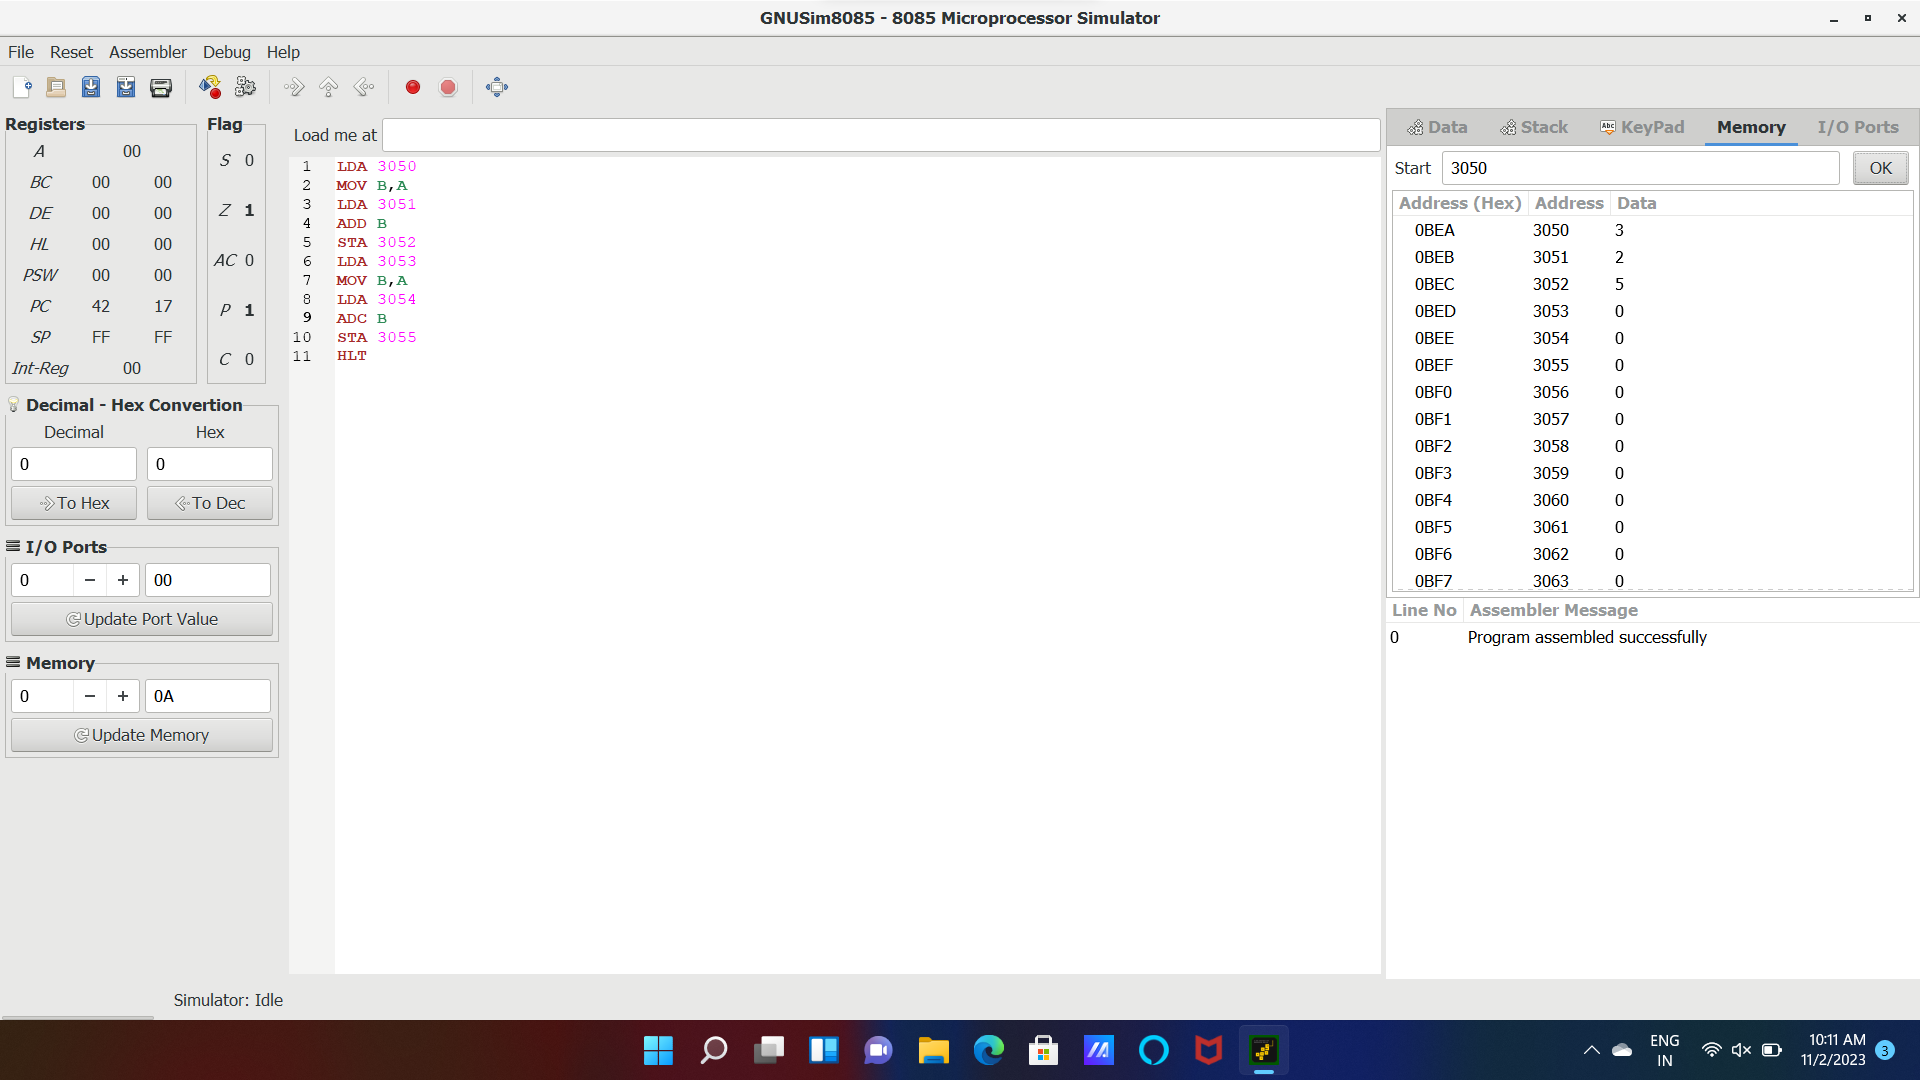 GNUSim8085 - 8085 Microprocessor Simulator
File Reset Assembler Debug Help
Registers
A 00
BC 00 00
DE 00 00
HL 00 00
PSW 00 00
PC 42 17
SP FF FF
Int-Reg 00
Flag
S 0
Z 1
AC 0
P 1
C 0
Decimal - Hex Convertion
Decimal Hex
0 0
To Hex To Dec
I/O Ports
0 − + 00
Update Port Value
Memory
0 − + 0A
Update Memory
Load me at
1 LDA 3050
2 MOV B,A
3 LDA 3051
4 ADD B
5 STA 3052
6 LDA 3053
7 MOV B,A
8 LDA 3054
9 ADC B
10 STA 3055
11 HLT
Data Stack Abc KeyPad Memory I/O Ports
Start 3050 OK
Address (Hex) Address Data
0BEA 3050 3
0BEB 3051 2
0BEC 3052 5
0BED 3053 0
0BEE 3054 0
0BEF 3055 0
0BF0 3056 0
0BF1 3057 0
0BF2 3058 0
0BF3 3059 0
0BF4 3060 0
0BF5 3061 0
0BF6 3062 0
0BF7 3063 0
Line No Assembler Message
0 Program assembled successfully
Simulator: Idle
ENG
IN
10:11 AM
11/2/2023
3